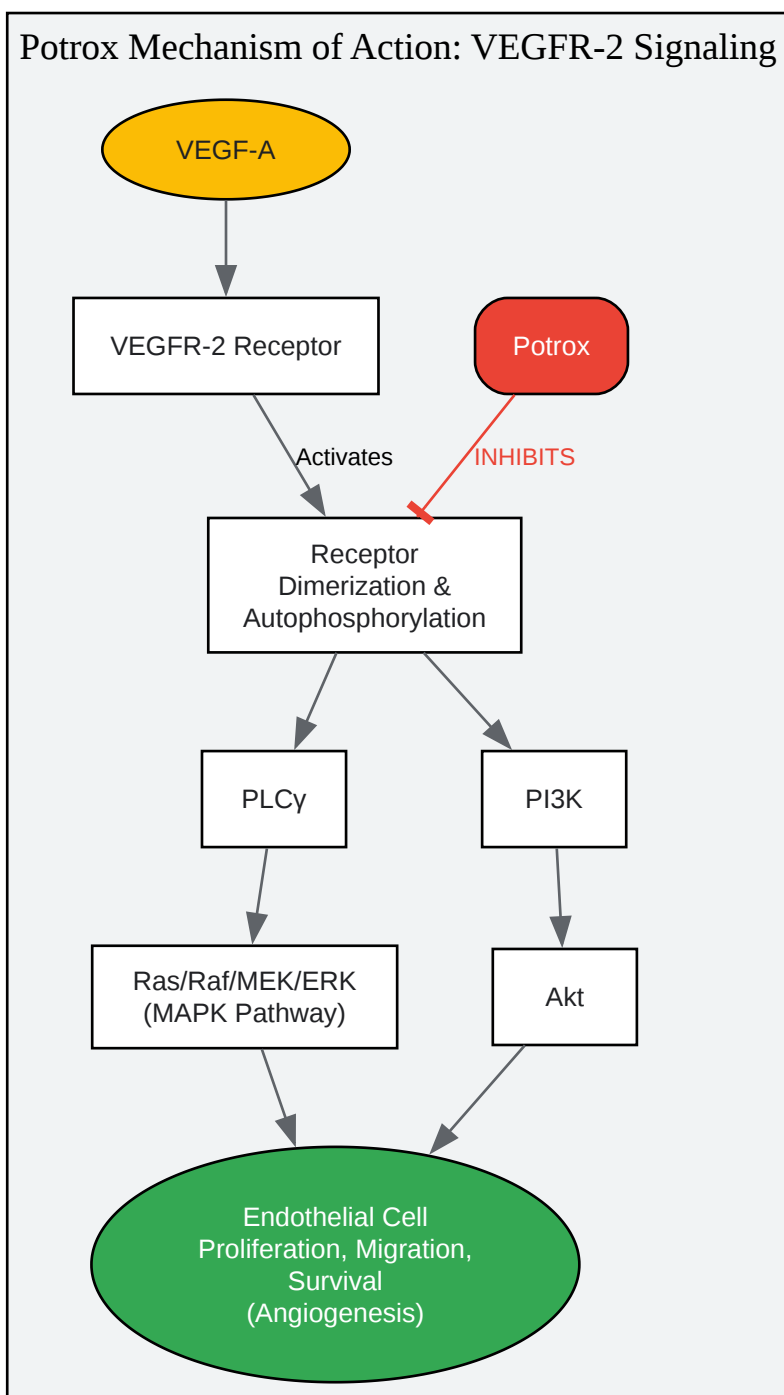 Potrox Mechanism of Action: VEGFR-2 Signaling
VEGF-A
VEGFR-2 Receptor
Potrox
Activates
INHIBITS
Receptor
Dimerization &
Autophosphorylation
PLCγ
PI3K
Ras/Raf/MEK/ERK
(MAPK Pathway)
Akt
Endothelial Cell
Proliferation, Migration,
Survival
(Angiogenesis)